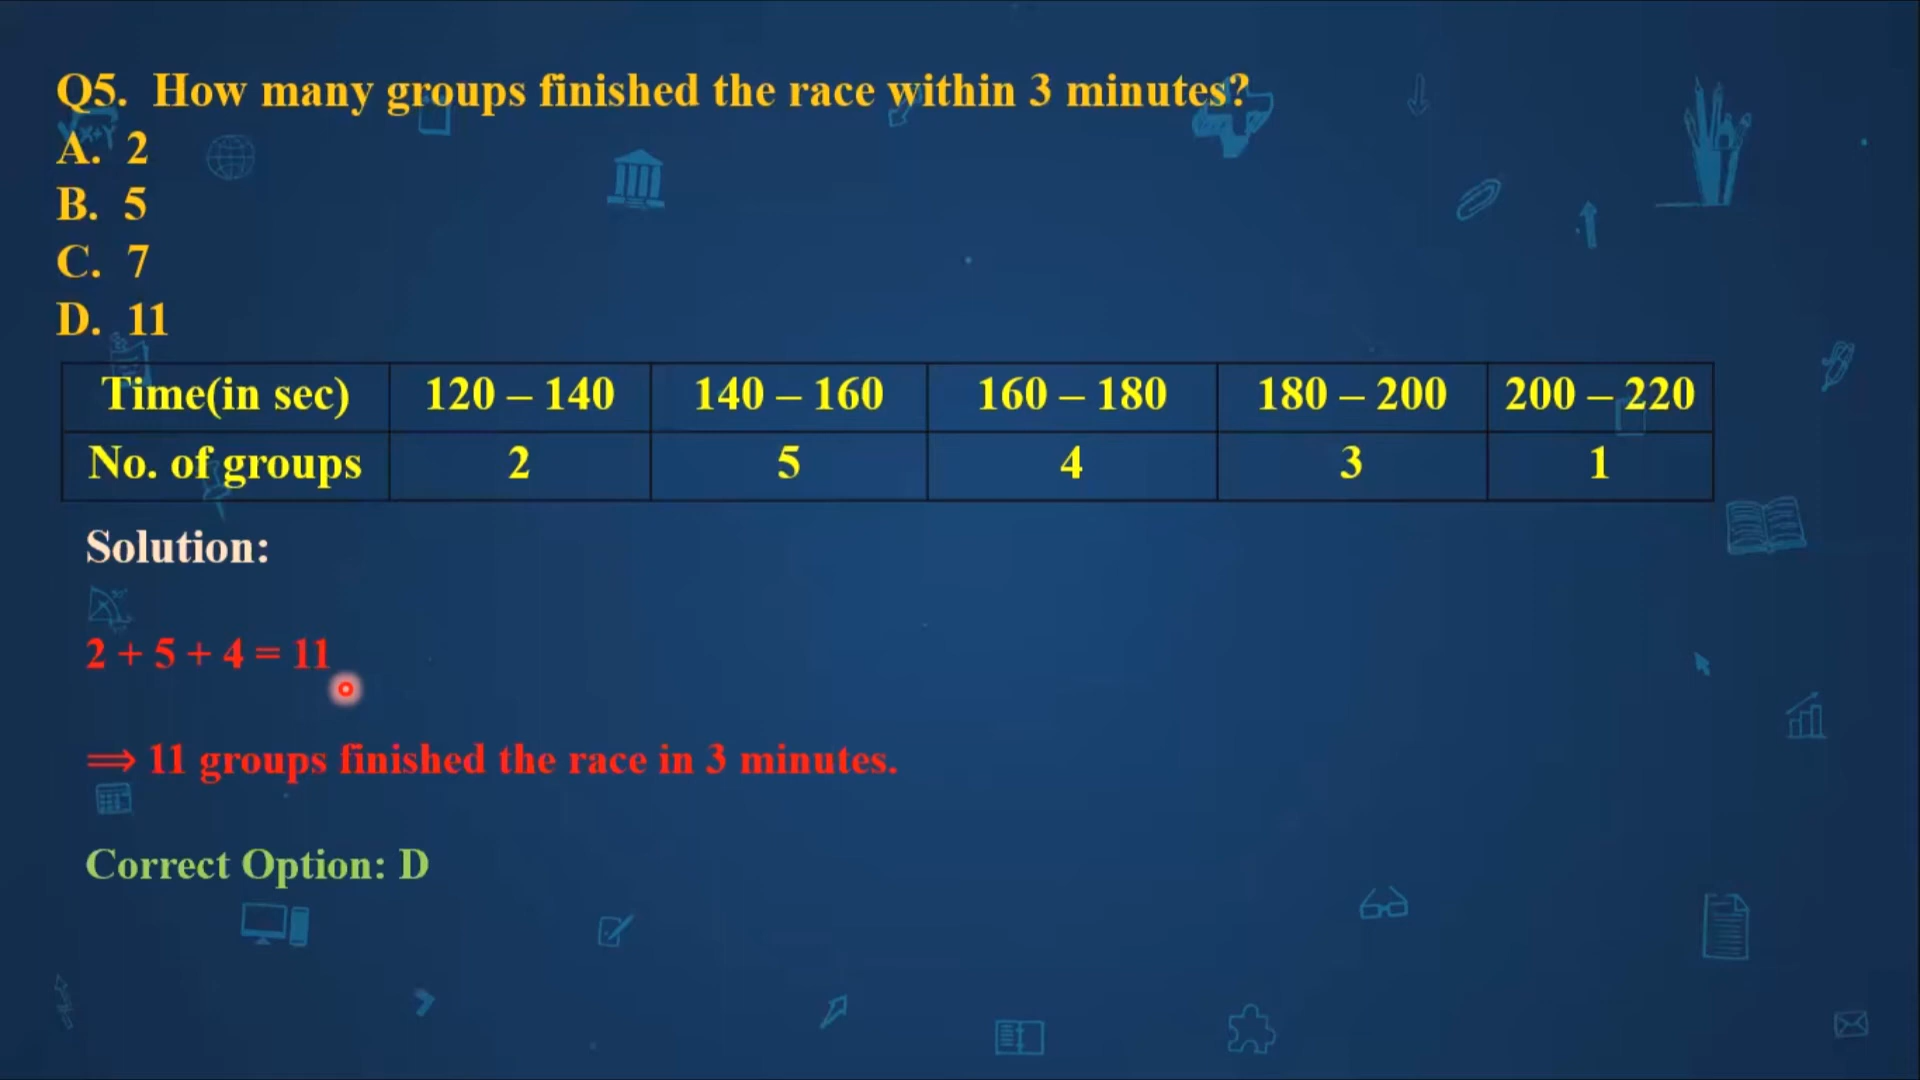 Q5. How many groups finished the race within 3 minutes?
A. 2
B. 5
C. 7
D. 11
Time(in sec) 120 – 140 140 – 160 160 – 180 180 – 200 200 – 220
No. of groups 2 5 4 3 1
Solution:
2 + 5 + 4 = 11
⟹ 11 groups finished the race in 3 minutes.
Correct Option: D